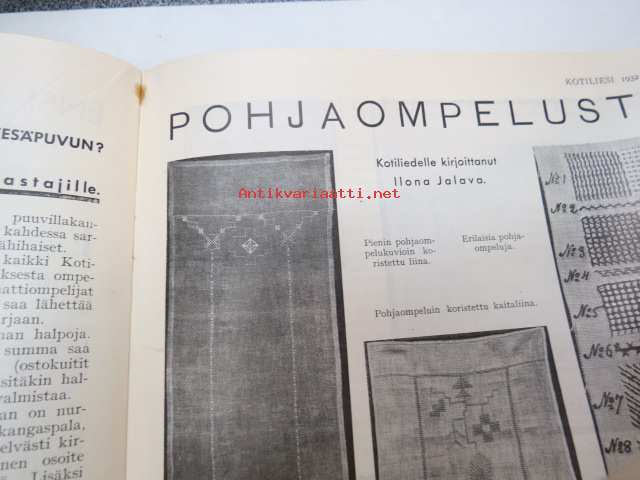 ESÄPUVUN?
astajille.
puuvillakan-
kahdessa sar-
ähihaiset.
kaikki Koti-
ksesta ompe-
attiompelijat
saa lähettää
rjaan.
nan halpoja.
summa saa
(ostokuitit
sitäkin hal-
valmistaa.
an on nur-
kangaspala,
elvästi kir-
nen osoite
Lisäksi
KOTILIESI 1939
POHJAOMPELUST
Kotiliedelle kirjoittanut
Ilona Jalava.
Antikvariaatti.net
Pienin pohjaom-
pelukuvioin ko-
ristettu liina.
Erilaisia pohja-
ompeluja.
Pohjaompeluin koristettu kaitaliina.
№1
№2
№3
№4
№5
№6
№7
№8